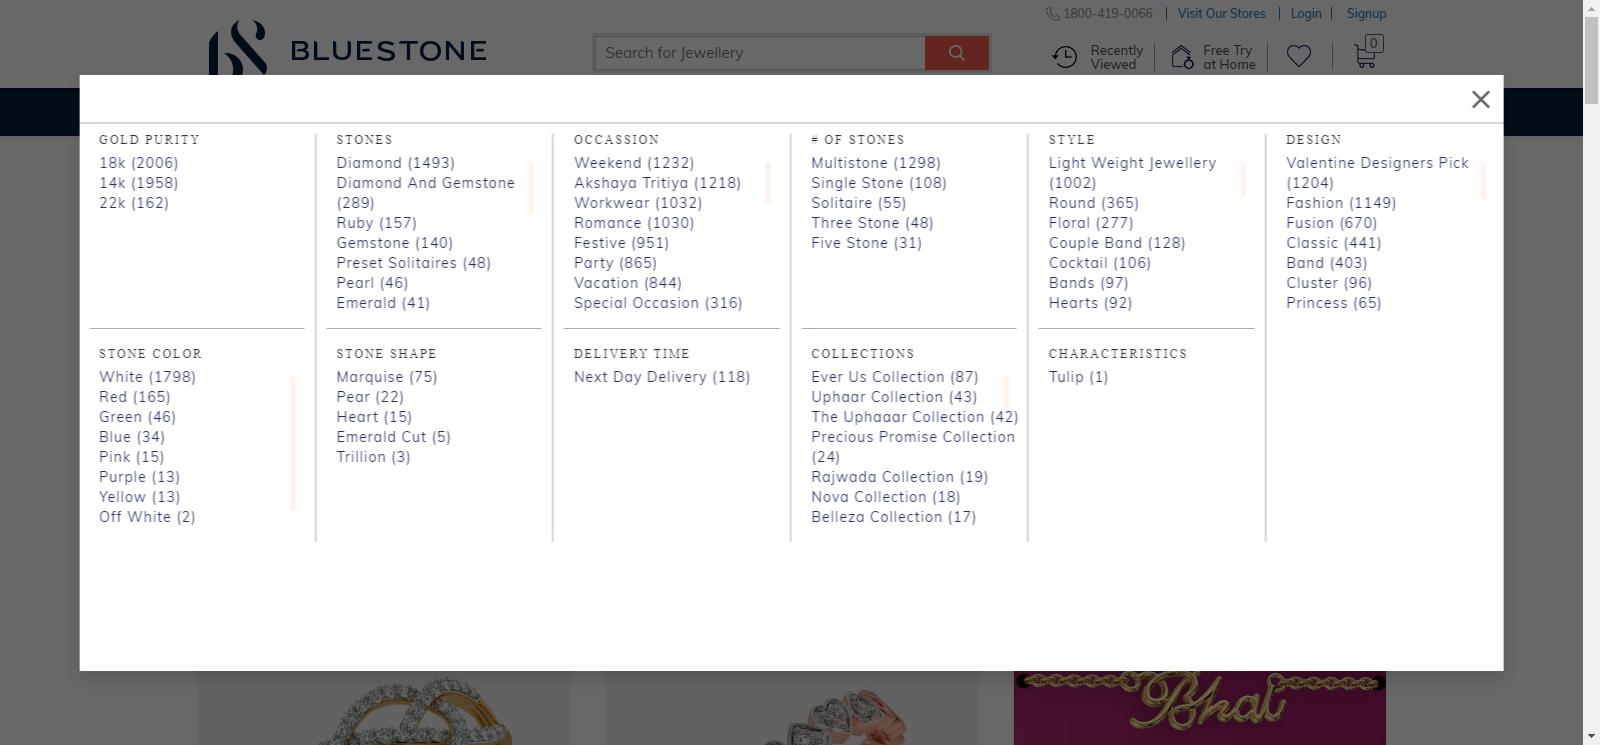 1800-419-0066 | Visit Our Stores | Login | Signup
BLUESTONE
Search for Jewellery
Recently Viewed
Free Try at Home
0
GOLD PURITY
18k (2006)
14k (1958)
22k (162)
STONES
Diamond (1493)
Diamond And Gemstone
(289)
Ruby (157)
Gemstone (140)
Preset Solitaires (48)
Pearl (46)
Emerald (41)
OCCASSION
Weekend (1232)
Akshaya Tritiya (1218)
Workwear (1032)
Romance (1030)
Festive (951)
Party (865)
Vacation (844)
Special Occasion (316)
# OF STONES
Multistone (1298)
Single Stone (108)
Solitaire (55)
Three Stone (48)
Five Stone (31)
STYLE
Light Weight Jewellery
(1002)
Round (365)
Floral (277)
Couple Band (128)
Cocktail (106)
Bands (97)
Hearts (92)
DESIGN
Valentine Designers Pick
(1204)
Fashion (1149)
Fusion (670)
Classic (441)
Band (403)
Cluster (96)
Princess (65)
STONE COLOR
White (1798)
Red (165)
Green (46)
Blue (34)
Pink (15)
Purple (13)
Yellow (13)
Off White (2)
STONE SHAPE
Marquise (75)
Pear (22)
Heart (15)
Emerald Cut (5)
Trillion (3)
DELIVERY TIME
Next Day Delivery (118)
COLLECTIONS
Ever Us Collection (87)
Uphaar Collection (43)
The Uphaaar Collection (42)
Precious Promise Collection
(24)
Rajwada Collection (19)
Nova Collection (18)
Belleza Collection (17)
CHARACTERISTICS
Tulip (1)
Bhai